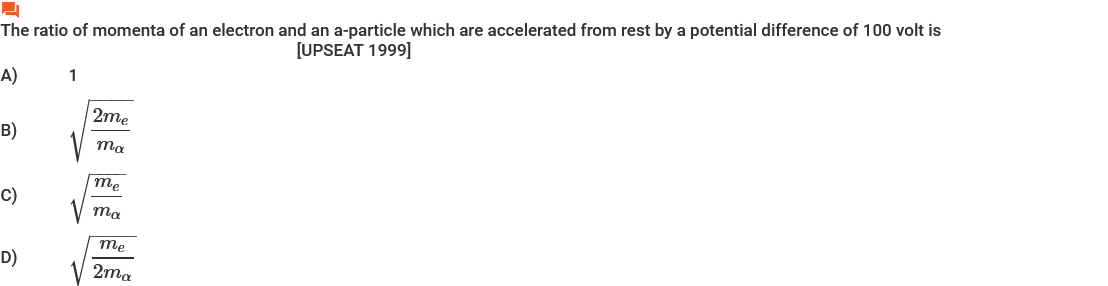 The ratio of momenta of an electron and an a-particle which are accelerated from rest by a potential difference of 100 volt is
[UPSEAT 1999]
A) 1
B) \sqrt{\frac{2m_e}{m_\alpha}}
C) \sqrt{\frac{m_e}{m_\alpha}}
D) \sqrt{\frac{m_e}{2m_\alpha}}